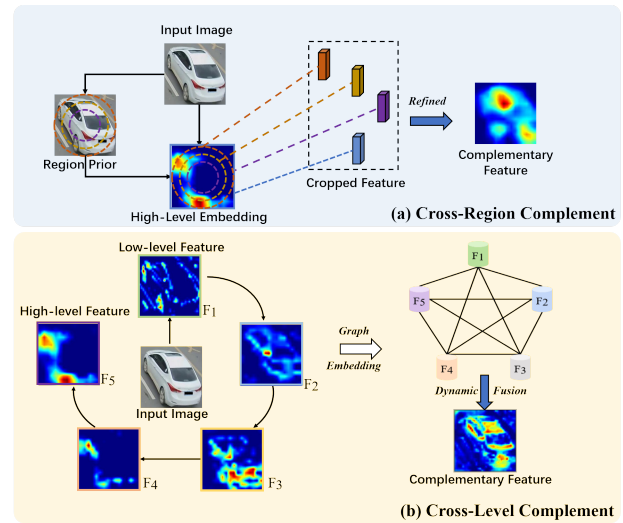 Input Image
Region Prior
High-Level Embedding
Cropped Feature
Refined
Complementary
Feature
(a) Cross-Region Complement
Low-level Feature
F1
High-level Feature
F5
F2
Input Image
F4
F3
Graph
Embedding
F1
F5
F2
F4
F3
Dynamic Fusion
Complementary Feature
(b) Cross-Level Complement